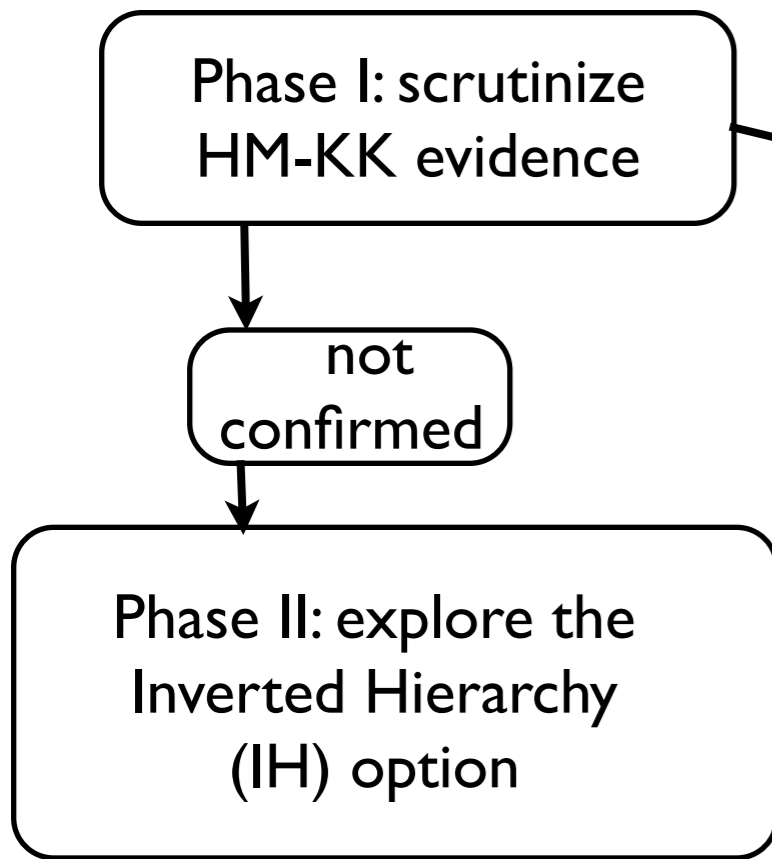 Phase I: scrutinize
HM-KK evidence
not
confirmed
Phase II: explore the
Inverted Hierarchy
(IH) option